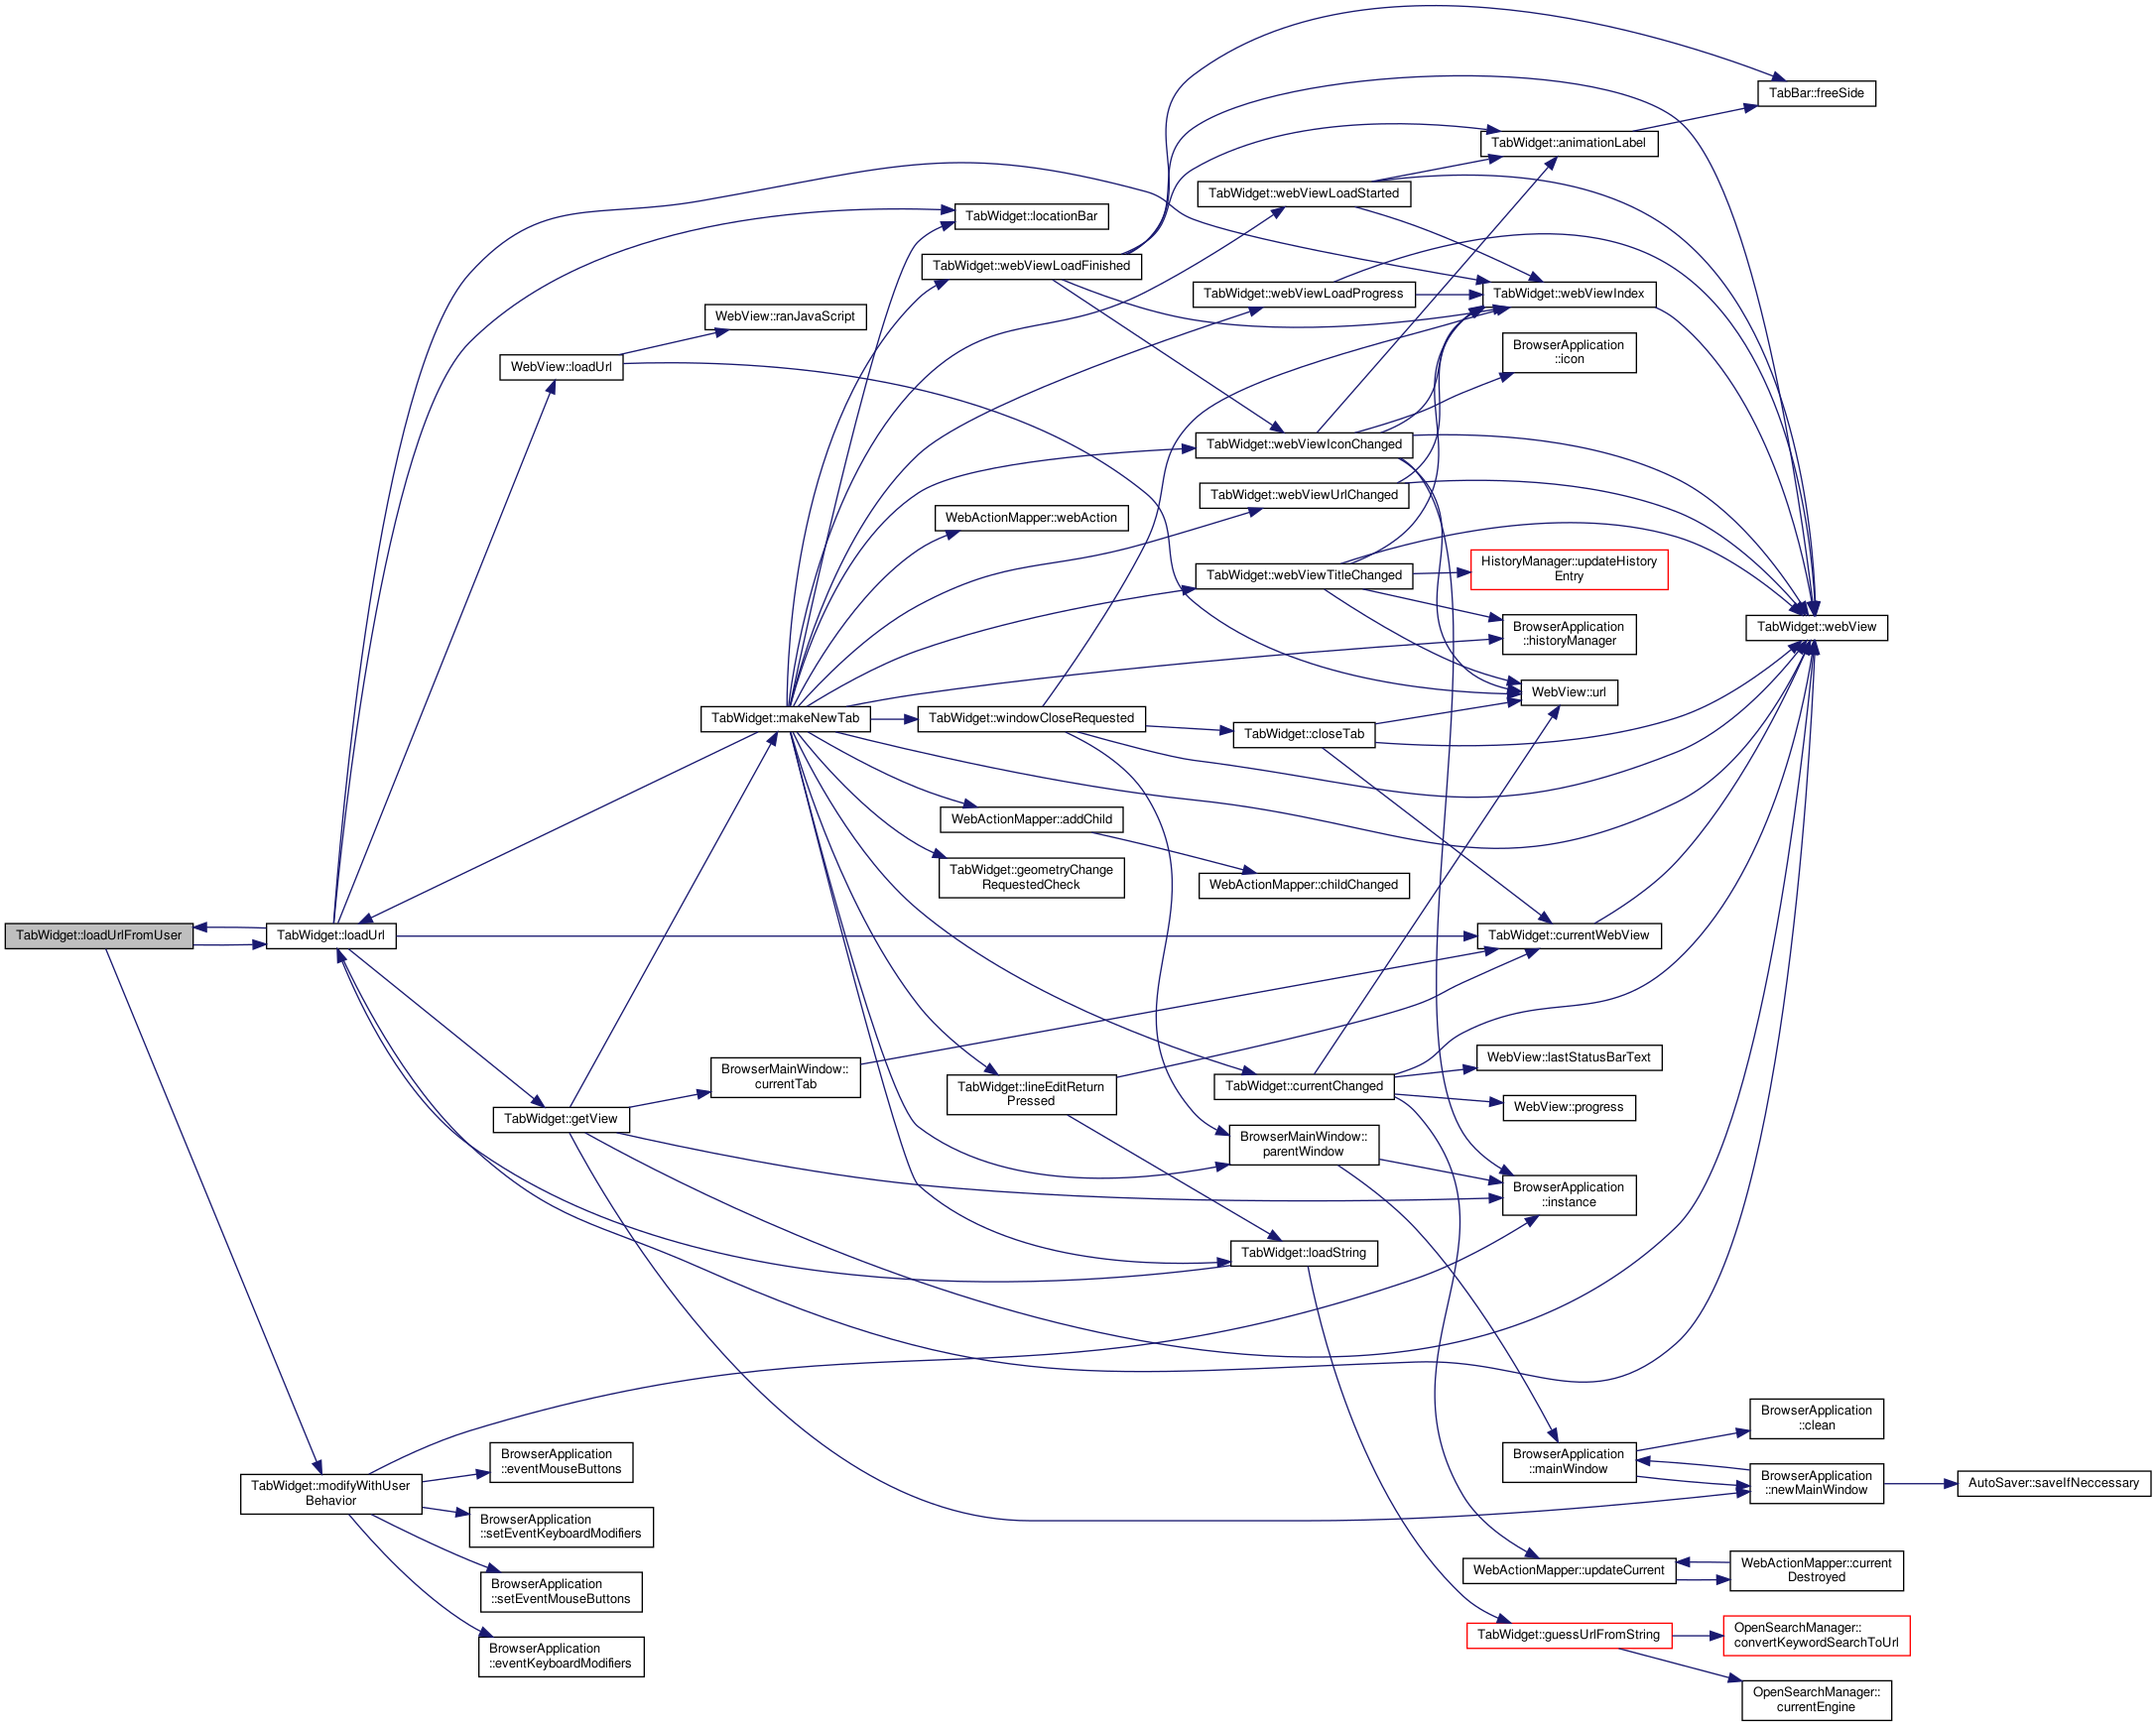 TabBar::freeSide
TabWidget::animationLabel
TabWidget::webViewLoadStarted
TabWidget::locationBar
TabWidget::webViewLoadFinished
TabWidget::webViewLoadProgress
TabWidget::webViewIndex
WebView::ranJavaScript
BrowserApplication
::icon
WebView::loadUrl
TabWidget::webViewIconChanged
TabWidget::webViewUrlChanged
WebActionMapper::webAction
HistoryManager::updateHistory
Entry
TabWidget::webViewTitleChanged
BrowserApplication
::historyManager
TabWidget::webView
WebView::url
TabWidget::makeNewTab
TabWidget::windowCloseRequested
TabWidget::closeTab
WebActionMapper::addChild
TabWidget::geometryChange
RequestedCheck
WebActionMapper::childChanged
TabWidget::loadUrlFromUser
TabWidget::loadUrl
TabWidget::currentWebView
WebView::lastStatusBarText
BrowserMainWindow::
currentTab
TabWidget::lineEditReturn
Pressed
TabWidget::currentChanged
WebView::progress
TabWidget::getView
BrowserMainWindow::
parentWindow
BrowserApplication
::instance
TabWidget::loadString
BrowserApplication
::clean
BrowserApplication
::eventMouseButtons
BrowserApplication
::mainWindow
BrowserApplication
::newMainWindow
AutoSaver::saveIfNeccessary
TabWidget::modifyWithUser
Behavior
BrowserApplication
::setEventKeyboardModifiers
WebActionMapper::updateCurrent
WebActionMapper::current
Destroyed
BrowserApplication
::setEventMouseButtons
TabWidget::guessUrlFromString
OpenSearchManager::
convertKeywordSearchToUrl
BrowserApplication
::eventKeyboardModifiers
OpenSearchManager::
currentEngine